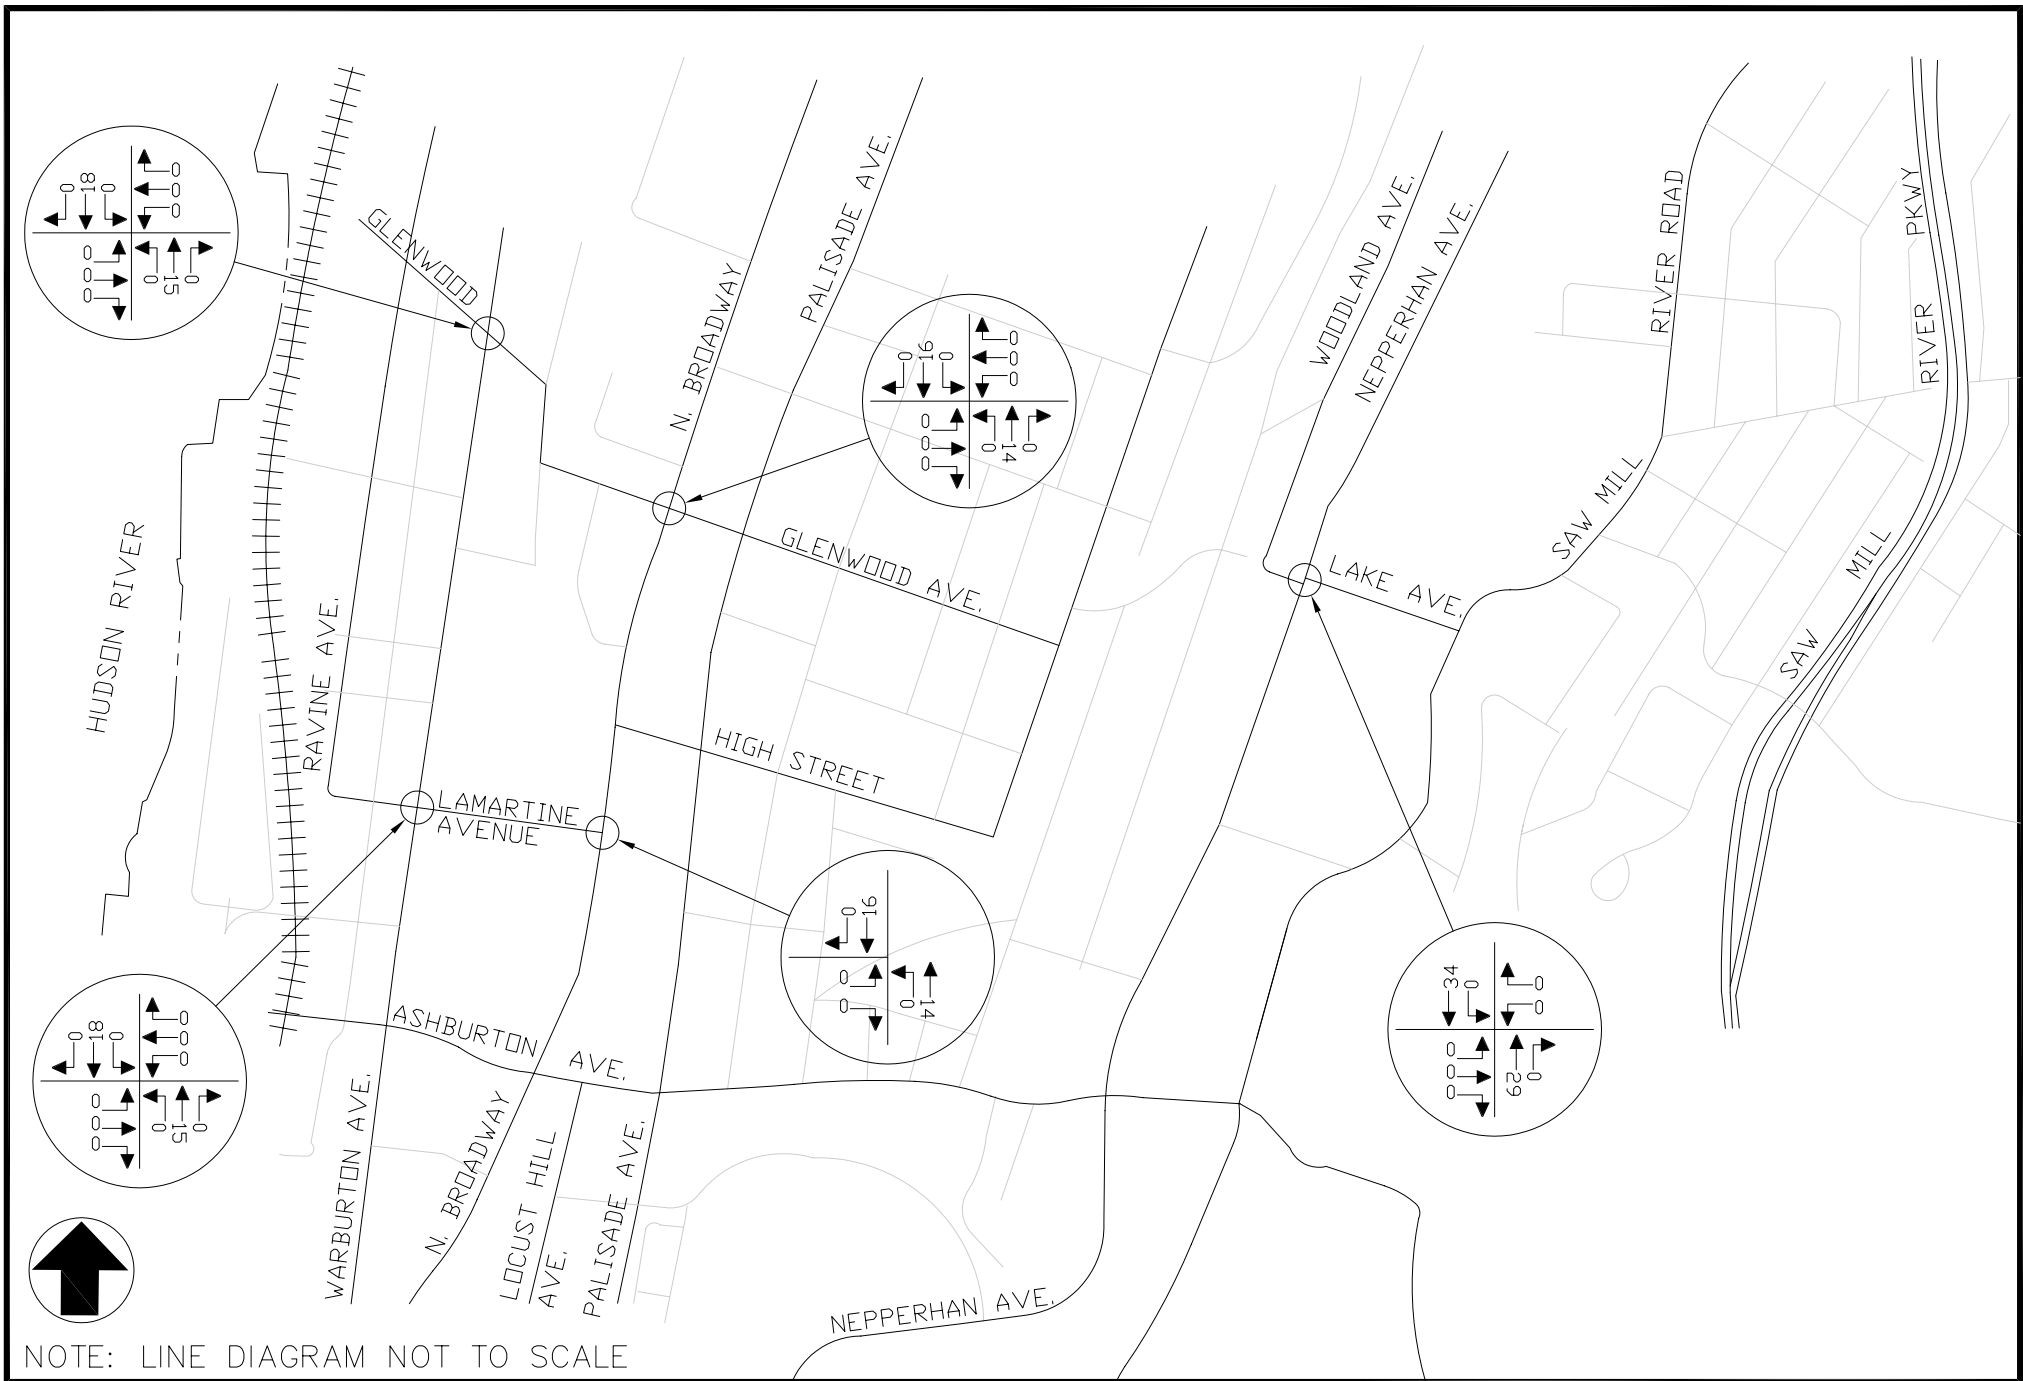 GLENWOOD
N. BROADWAY
PALISADE AVE.
WOODLAND AVE.
NEPPERHAN AVE.
SAW MILL RIVER ROAD
SAW MILL RIVER PKWY
HUDSON RIVER
RAVINE AVE.
GLENWOOD AVE.
LAKE AVE.
HIGH STREET
LAMARTINE
AVENUE
ASHBURTON AVE.
WARBURTON AVE.
N. BROADWAY
LOCUST HILL
AVE.
PALISADE AVE.
NEPPERHAN AVE.
0 18 0
0
0
0
0
0
0
0 15 0
0 16 0
0
0
0
0
0
0
0 14 0
0 16
0
0
0 14
34 0
0
0
0
0
0
29 0
0 18 0
0
0
0
0
0
0
0 15 0
NOTE: LINE DIAGRAM NOT TO SCALE